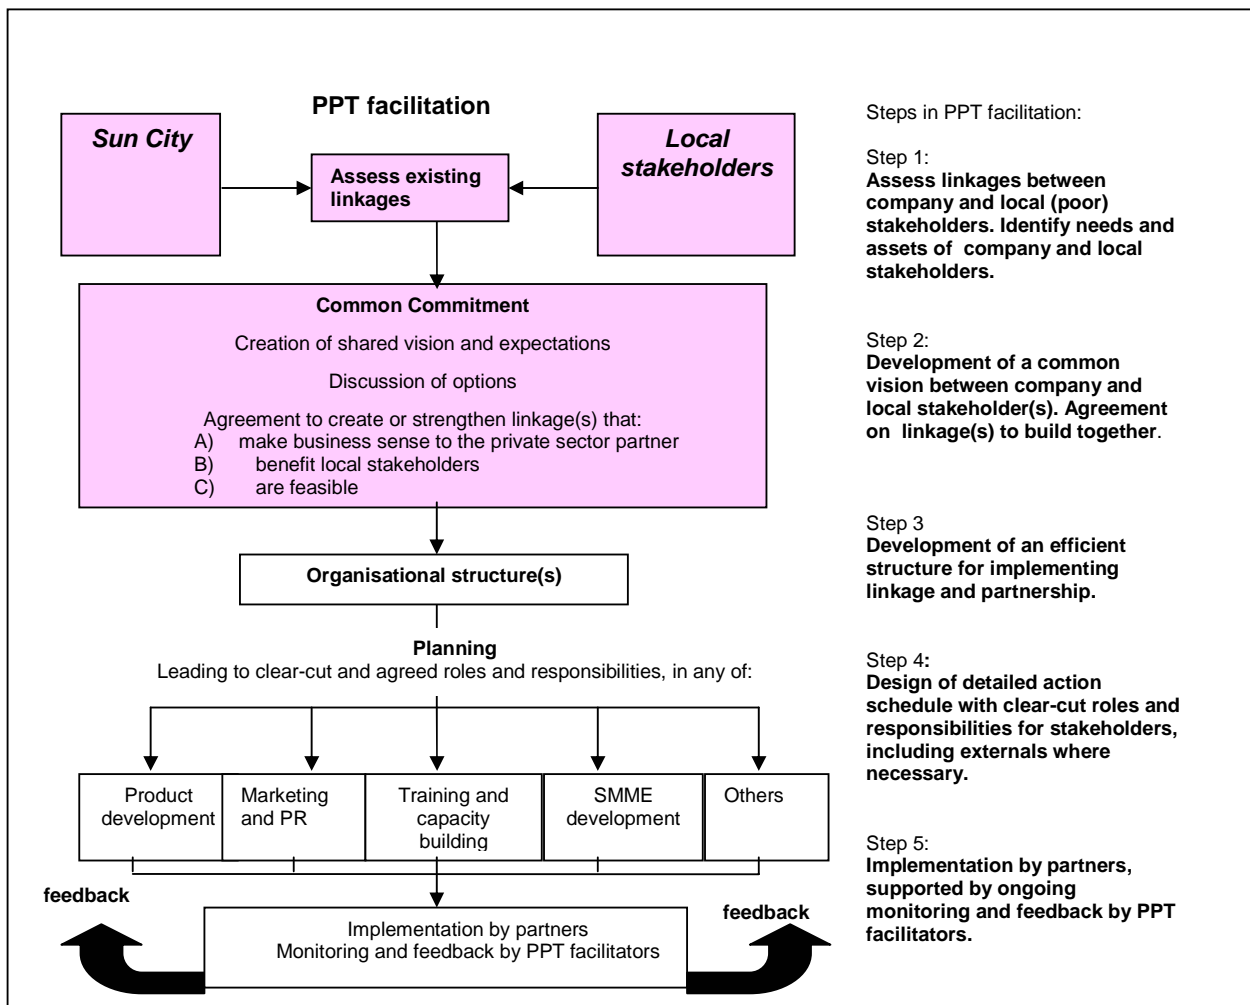 PPT facilitation
Sun City
Local
stakeholders
Assess existing
linkages
Common Commitment
Creation of shared vision and expectations
Discussion of options
Agreement to create or strengthen linkage(s) that:
A) make business sense to the private sector partner
B) benefit local stakeholders
C) are feasible
Organisational structure(s)
Planning
Leading to clear-cut and agreed roles and responsibilities, in any of:
Product
development
Marketing
and PR
Training and
capacity
building
SMME
development
Others
feedback
feedback
Implementation by partners
Monitoring and feedback by PPT facilitators
Steps in PPT facilitation:
Step 1:
Assess linkages between
company and local (poor)
stakeholders. Identify needs and
assets of company and local
stakeholders.
Step 2:
Development of a common
vision between company and
local stakeholder(s). Agreement
on linkage(s) to build together.
Step 3
Development of an efficient
structure for implementing
linkage and partnership.
Step 4:
Design of detailed action
schedule with clear-cut roles and
responsibilities for stakeholders,
including externals where
necessary.
Step 5:
Implementation by partners,
supported by ongoing
monitoring and feedback by PPT
facilitators.